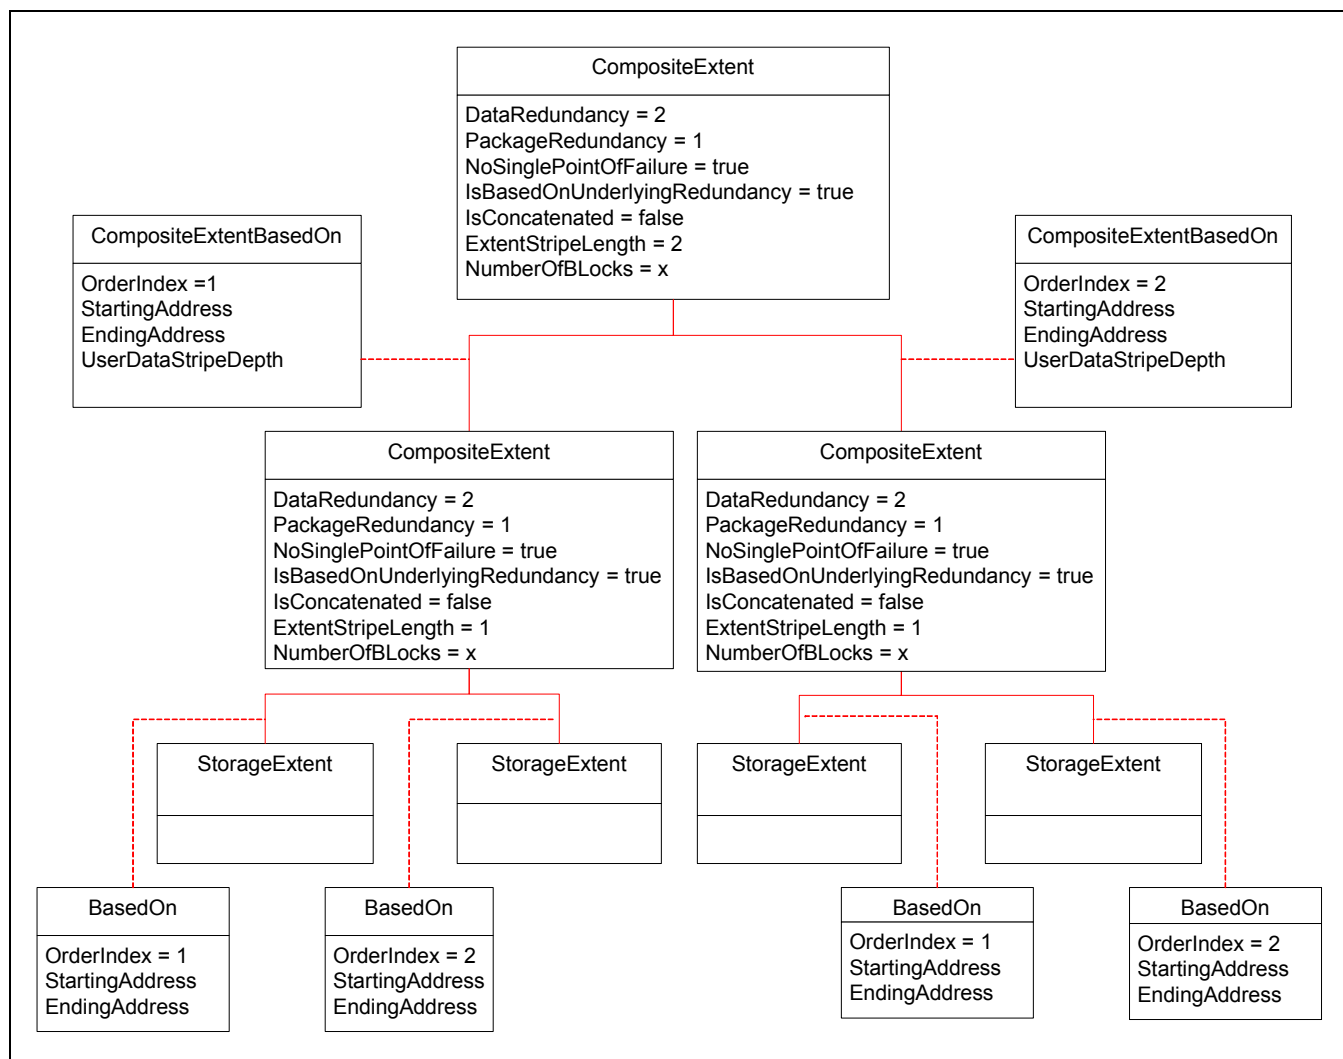 CompositeExtent
DataRedundancy = 2
PackageRedundancy = 1
NoSinglePointOfFailure = true
IsBasedOnUnderlyingRedundancy = true
IsConcatenated = false
ExtentStripeLength = 2
NumberOfBLocks = x
CompositeExtentBasedOn
OrderIndex =1
StartingAddress
EndingAddress
UserDataStripeDepth
CompositeExtentBasedOn
OrderIndex = 2
StartingAddress
EndingAddress
UserDataStripeDepth
CompositeExtent
DataRedundancy = 2
PackageRedundancy = 1
NoSinglePointOfFailure = true
IsBasedOnUnderlyingRedundancy = true
IsConcatenated = false
ExtentStripeLength = 1
NumberOfBLocks = x
CompositeExtent
DataRedundancy = 2
PackageRedundancy = 1
NoSinglePointOfFailure = true
IsBasedOnUnderlyingRedundancy = true
IsConcatenated = false
ExtentStripeLength = 1
NumberOfBLocks = x
StorageExtent
StorageExtent
StorageExtent
StorageExtent
BasedOn
OrderIndex = 1
StartingAddress
EndingAddress
BasedOn
OrderIndex = 2
StartingAddress
EndingAddress
BasedOn
OrderIndex = 1
StartingAddress
EndingAddress
BasedOn
OrderIndex = 2
StartingAddress
EndingAddress